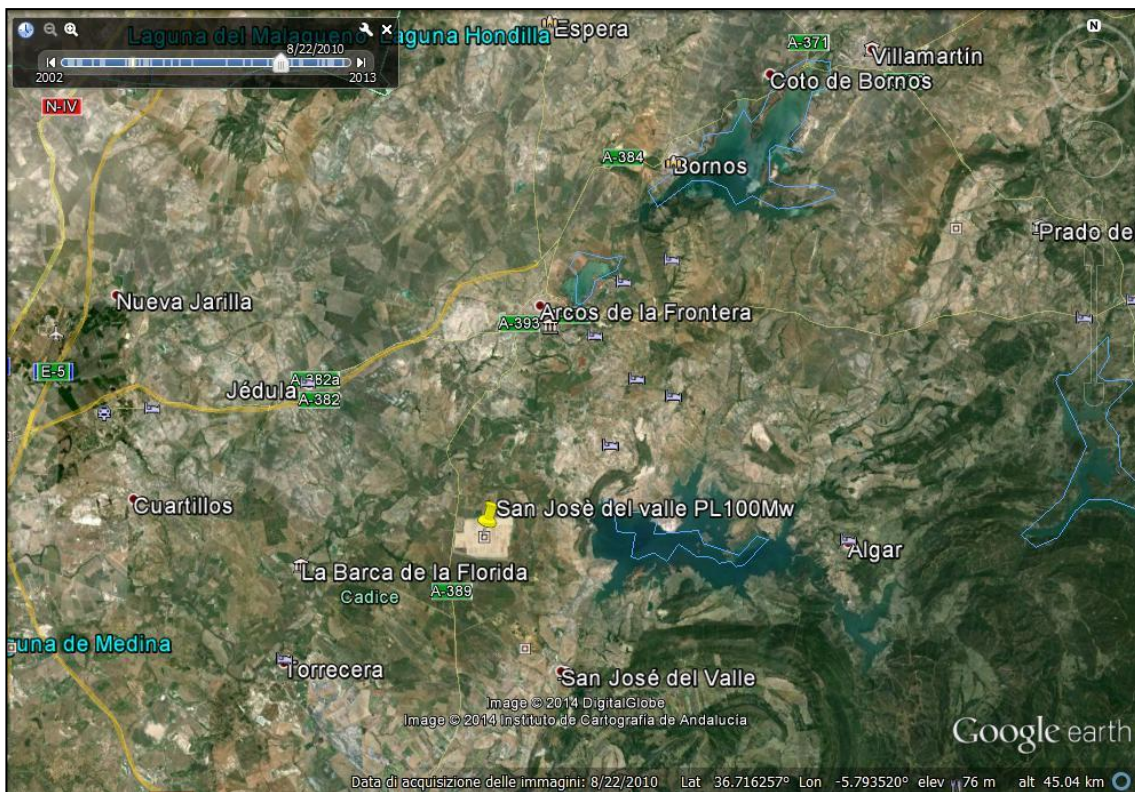 Laguna del Malagueno
Laguna Hondilla
Espera
8/22/2010
2002
2013
A-371
Villamartín
N-IV
Coto de Bornos
N
A-384
Bornos
Prado de
Nueva Jarilla
Arcos de la Frontera
A-393
E-5
A-382a
Jédula
A-382
Cuartillos
San Josè del valle PL100Mw
Algar
La Barca de la Florida
Cadice
A-389
guna de Medina
Torrecera
San José del Valle
Image © 2014 DigitalGlobe
Image © 2014 Instituto de Cartografía de Andalucía
Google earth
Data di acquisizione delle immagini: 8/22/2010 Lat 36.716257° Lon -5.793520° elev 76 m alt 45.04 km